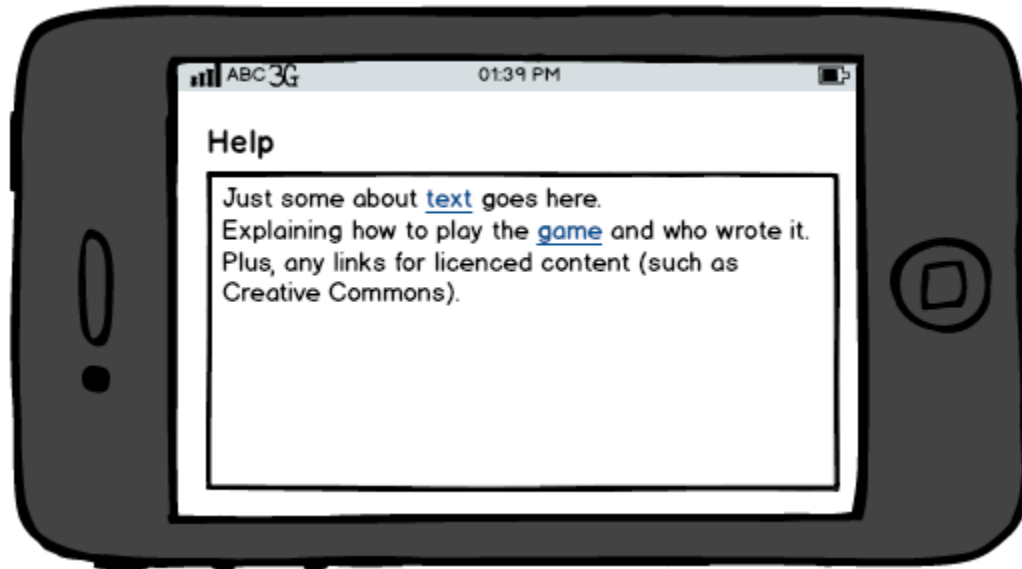 ABC 3G 01:39 PM
Help
Just some about text goes here.
Explaining how to play the game and who wrote it.
Plus, any links for licenced content (such as
Creative Commons).